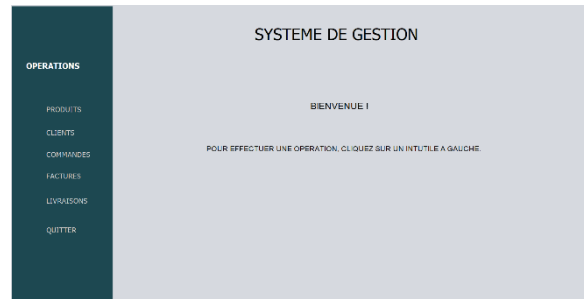 SYSTEME DE GESTION
OPERATIONS
PRODUITS
CLIENTS
COMMANDES
FACTURES
LIVRAISONS
QUITTER
BIENVENUE !
POUR EFFECTUER UNE OPERATION, CLIQUEZ SUR UN INTUTILE A GAUCHE.